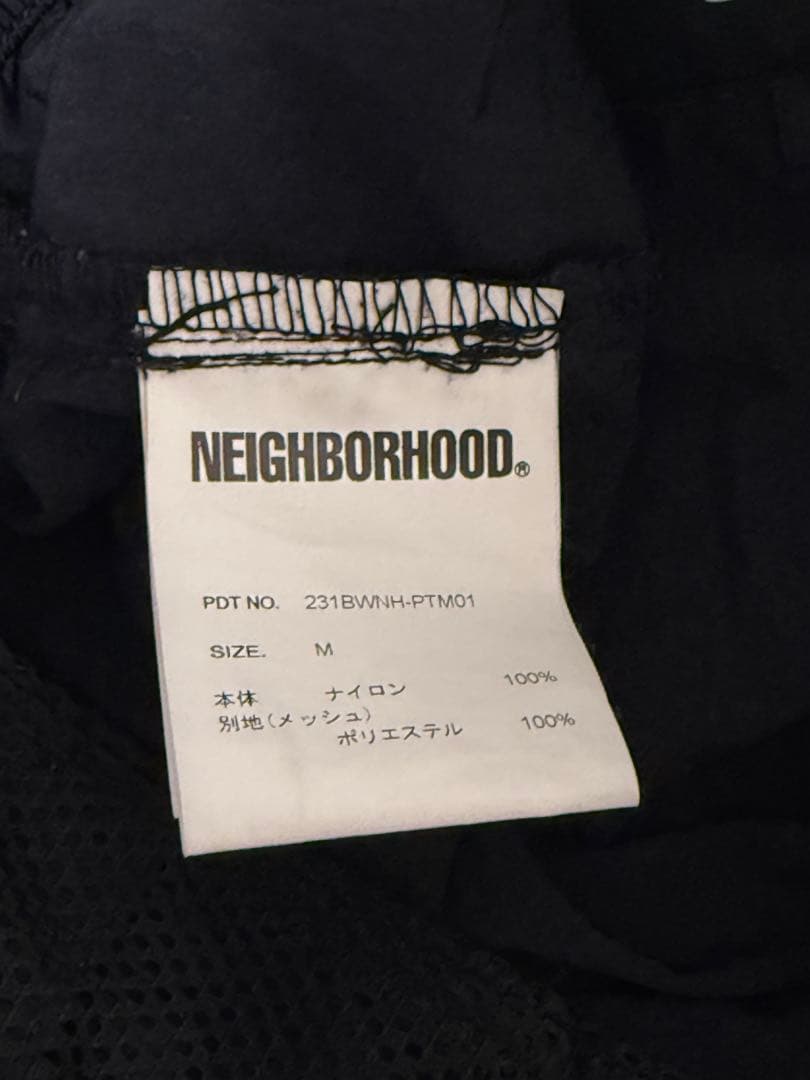 NEIGHBORHOOD®
PDT NO. 231BWNH-PTM01
SIZE. M
本体 ナイロン 100%
別地(メッシュ)
ポリエステル 100%